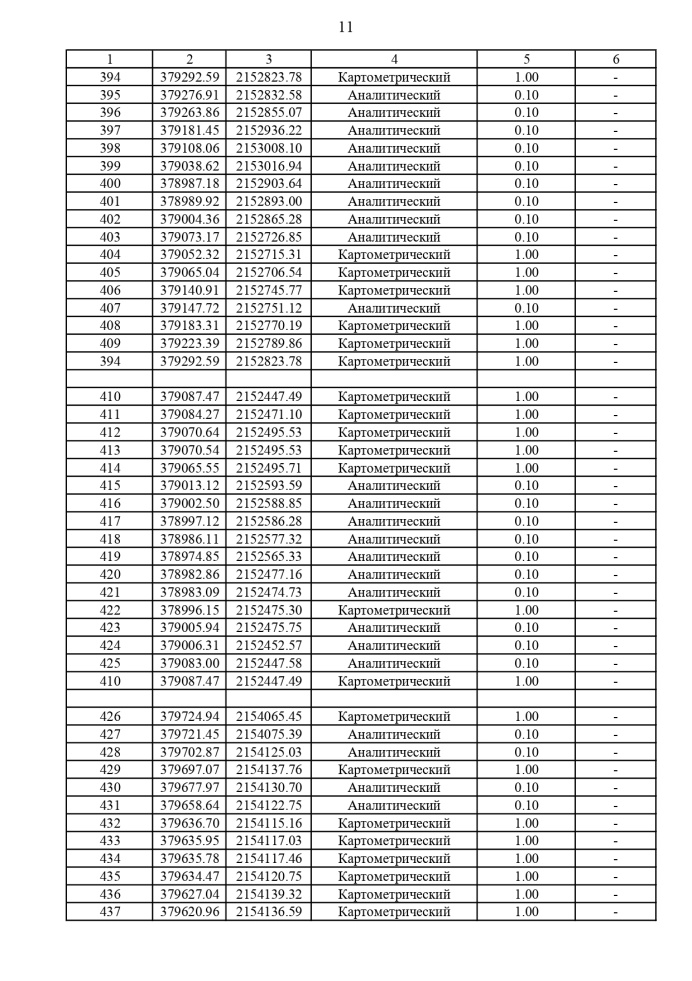 11
1 2 3 4 5 6
394 379292.59 2152823.78 Картометрический 1.00 -
395 379276.91 2152832.58 Аналитический 0.10 -
396 379263.86 2152855.07 Аналитический 0.10 -
397 379181.45 2152936.22 Аналитический 0.10 -
398 379108.06 2153008.10 Аналитический 0.10 -
399 379038.62 2153016.94 Аналитический 0.10 -
400 378987.18 2152903.64 Аналитический 0.10 -
401 378989.92 2152893.00 Аналитический 0.10 -
402 379004.36 2152865.28 Аналитический 0.10 -
403 379073.17 2152726.85 Аналитический 0.10 -
404 379052.32 2152715.31 Картометрический 1.00 -
405 379065.04 2152706.54 Картометрический 1.00 -
406 379140.91 2152745.77 Картометрический 1.00 -
407 379147.72 2152751.12 Аналитический 0.10 -
408 379183.31 2152770.19 Картометрический 1.00 -
409 379223.39 2152789.86 Картометрический 1.00 -
394 379292.59 2152823.78 Картометрический 1.00 -
410 379087.47 2152447.49 Картометрический 1.00 -
411 379084.27 2152471.10 Картометрический 1.00 -
412 379070.64 2152495.53 Картометрический 1.00 -
413 379070.54 2152495.53 Картометрический 1.00 -
414 379065.55 2152495.71 Картометрический 1.00 -
415 379013.12 2152593.59 Аналитический 0.10 -
416 379002.50 2152588.85 Аналитический 0.10 -
417 378997.12 2152586.28 Аналитический 0.10 -
418 378986.11 2152577.32 Аналитический 0.10 -
419 378974.85 2152565.33 Аналитический 0.10 -
420 378982.86 2152477.16 Аналитический 0.10 -
421 378983.09 2152474.73 Аналитический 0.10 -
422 378996.15 2152475.30 Картометрический 1.00 -
423 379005.94 2152475.75 Аналитический 0.10 -
424 379006.31 2152452.57 Аналитический 0.10 -
425 379083.00 2152447.58 Аналитический 0.10 -
410 379087.47 2152447.49 Картометрический 1.00 -
426 379724.94 2154065.45 Картометрический 1.00 -
427 379721.45 2154075.39 Аналитический 0.10 -
428 379702.87 2154125.03 Аналитический 0.10 -
429 379697.07 2154137.76 Картометрический 1.00 -
430 379677.97 2154130.70 Аналитический 0.10 -
431 379658.64 2154122.75 Аналитический 0.10 -
432 379636.70 2154115.16 Картометрический 1.00 -
433 379635.95 2154117.03 Картометрический 1.00 -
434 379635.78 2154117.46 Картометрический 1.00 -
435 379634.47 2154120.75 Картометрический 1.00 -
436 379627.04 2154139.32 Картометрический 1.00 -
437 379620.96 2154136.59 Картометрический 1.00 -